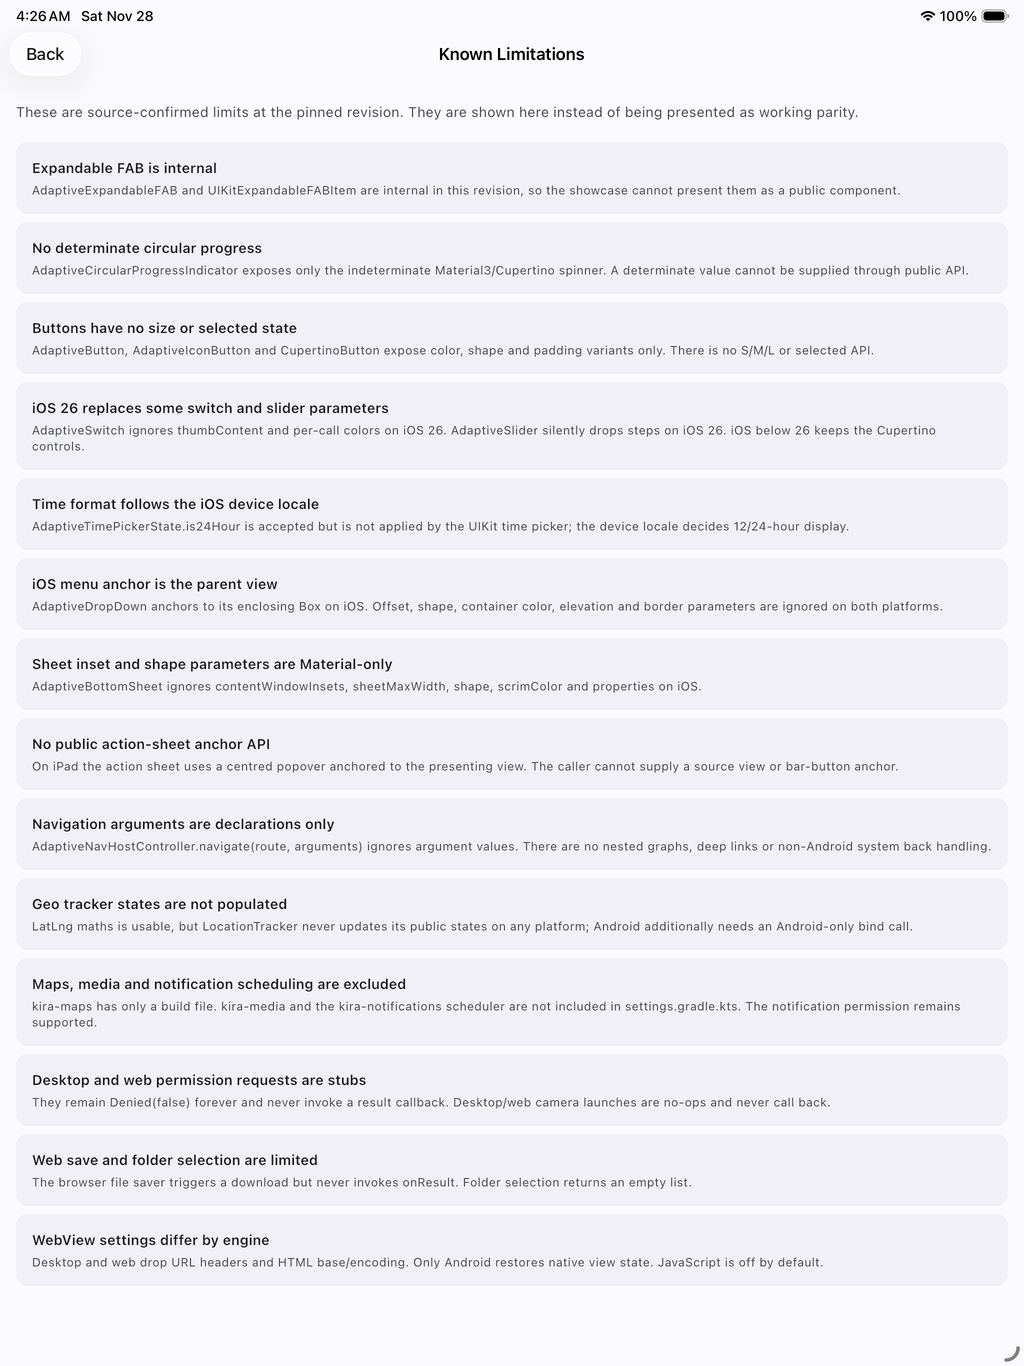 4:26 AM Sat Nov 28
100%
Back
Known Limitations
These are source-confirmed limits at the pinned revision. They are shown here instead of being presented as working parity.
Expandable FAB is internal
AdaptiveExpandableFAB and UIKitExpandableFABItem are internal in this revision, so the showcase cannot present them as a public component.
No determinate circular progress
AdaptiveCircularProgressIndicator exposes only the indeterminate Material3/Cupertino spinner. A determinate value cannot be supplied through public API.
Buttons have no size or selected state
AdaptiveButton, AdaptiveIconButton and CupertinoButton expose color, shape and padding variants only. There is no S/M/L or selected API.
iOS 26 replaces some switch and slider parameters
AdaptiveSwitch ignores thumbContent and per-call colors on iOS 26. AdaptiveSlider silently drops steps on iOS 26. iOS below 26 keeps the Cupertino
controls.
Time format follows the iOS device locale
AdaptiveTimePickerState.is24Hour is accepted but is not applied by the UIKit time picker; the device locale decides 12/24-hour display.
iOS menu anchor is the parent view
AdaptiveDropDown anchors to its enclosing Box on iOS. Offset, shape, container color, elevation and border parameters are ignored on both platforms.
Sheet inset and shape parameters are Material-only
AdaptiveBottomSheet ignores contentWindowInsets, sheetMaxWidth, shape, scrimColor and properties on iOS.
No public action-sheet anchor API
On iPad the action sheet uses a centred popover anchored to the presenting view. The caller cannot supply a source view or bar-button anchor.
Navigation arguments are declarations only
AdaptiveNavHostController.navigate(route, arguments) ignores argument values. There are no nested graphs, deep links or non-Android system back handling.
Geo tracker states are not populated
LatLng maths is usable, but LocationTracker never updates its public states on any platform; Android additionally needs an Android-only bind call.
Maps, media and notification scheduling are excluded
kira-maps has only a build file. kira-media and the kira-notifications scheduler are not included in settings.gradle.kts. The notification permission remains
supported.
Desktop and web permission requests are stubs
They remain Denied(false) forever and never invoke a result callback. Desktop/web camera launches are no-ops and never call back.
Web save and folder selection are limited
The browser file saver triggers a download but never invokes onResult. Folder selection returns an empty list.
WebView settings differ by engine
Desktop and web drop URL headers and HTML base/encoding. Only Android restores native view state. JavaScript is off by default.